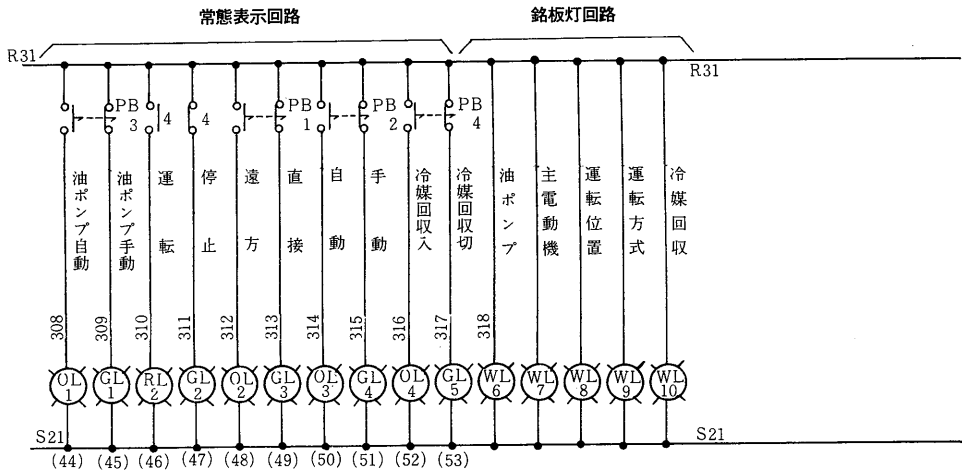 常態表示回路
銘板灯回路
R31
R31
PB
3
4
4
PB
1
PB
2
PB
4
油ポンプ自動
油ポンプ手動
運転
停止
遠方
直接
自動
手動
冷媒回収入
冷媒回収切
油ポンプ
主電動機
運転位置
運転方式
冷媒回収
308
309
310
311
312
313
314
315
316
317
318
OL
1
GL
1
RL
2
GL
2
OL
2
GL
3
OL
3
GL
4
OL
4
GL
5
WL
6
WL
7
WL
8
WL
9
WL
10
S21
S21
(44)
(45)
(46)
(47)
(48)
(49)
(50)
(51)
(52)
(53)